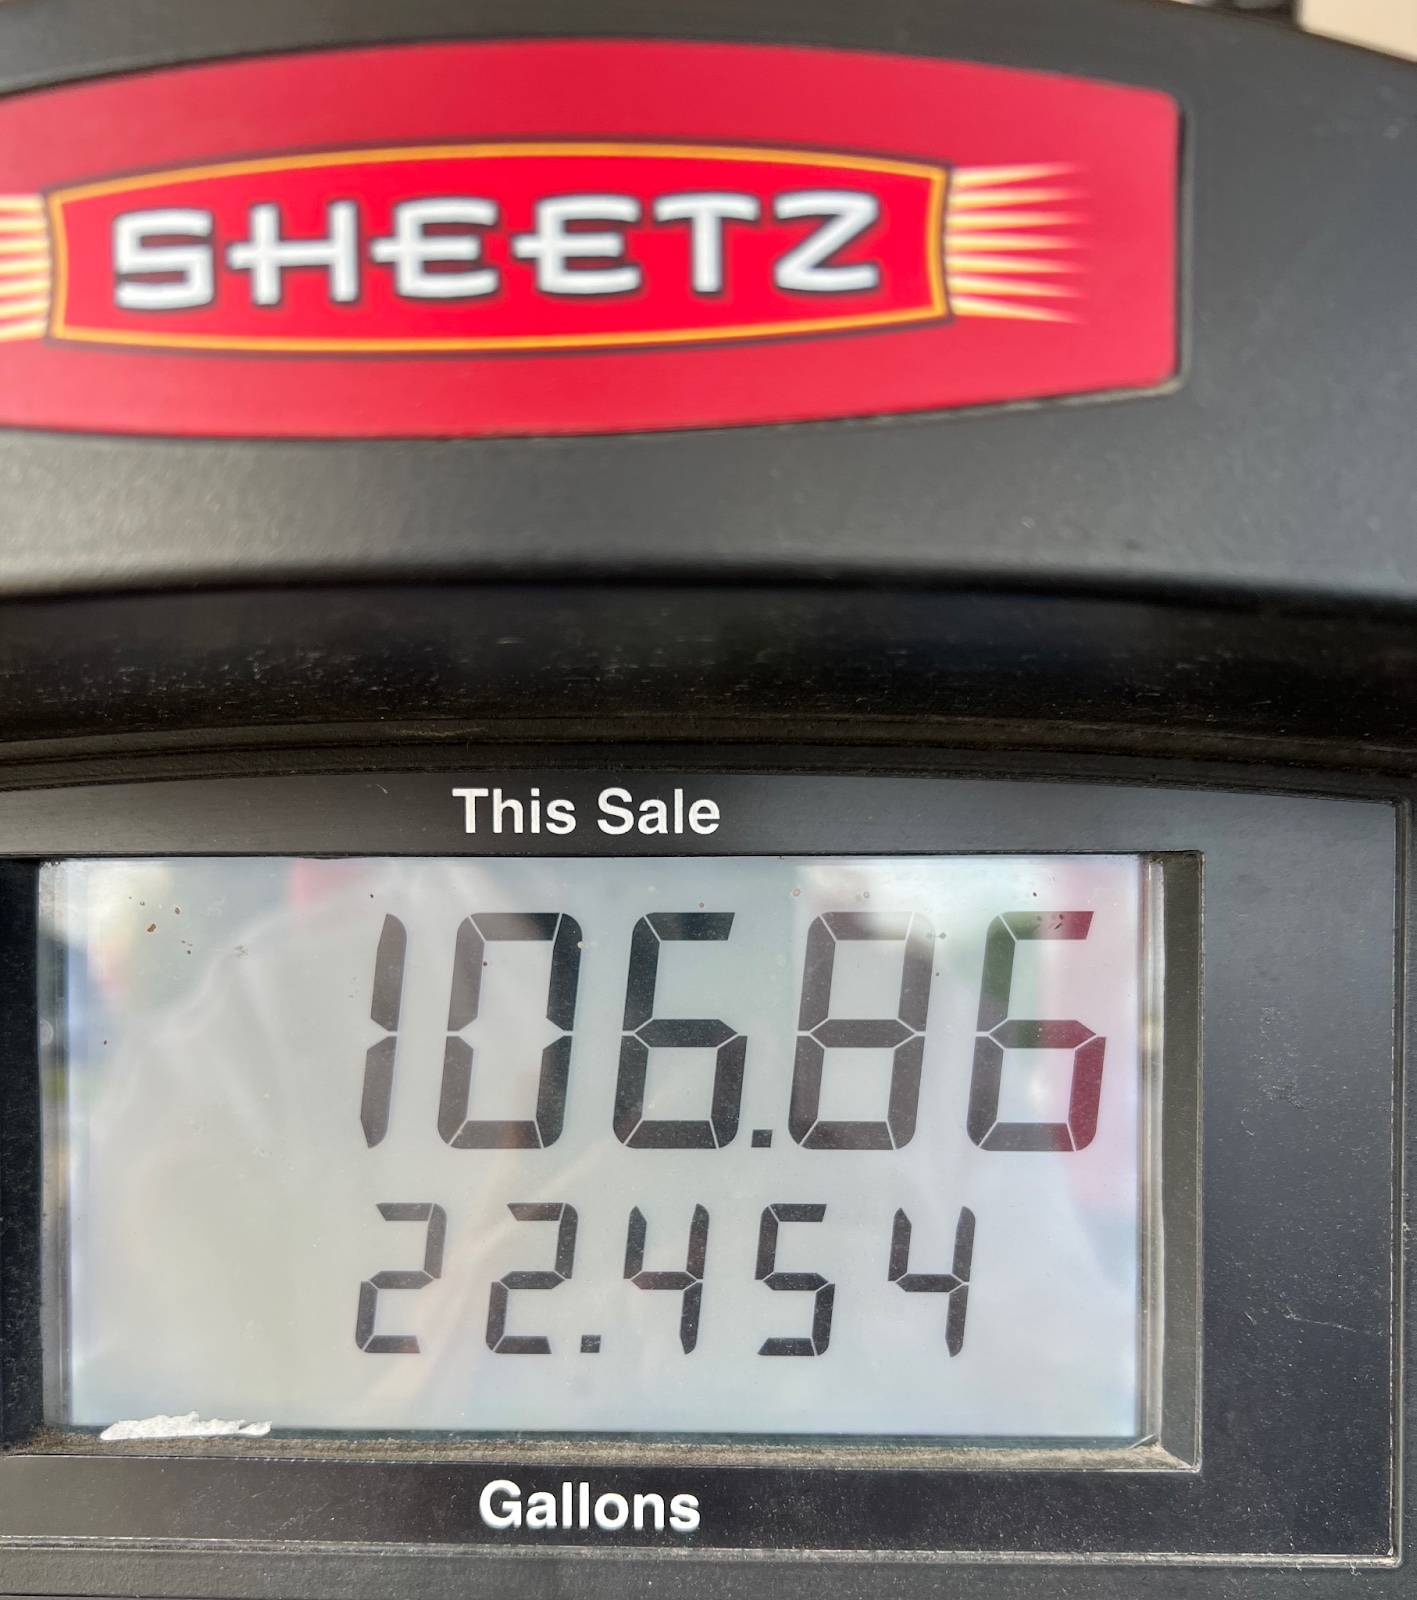 SHEETZ
This Sale
106.86
22.454
Gallons